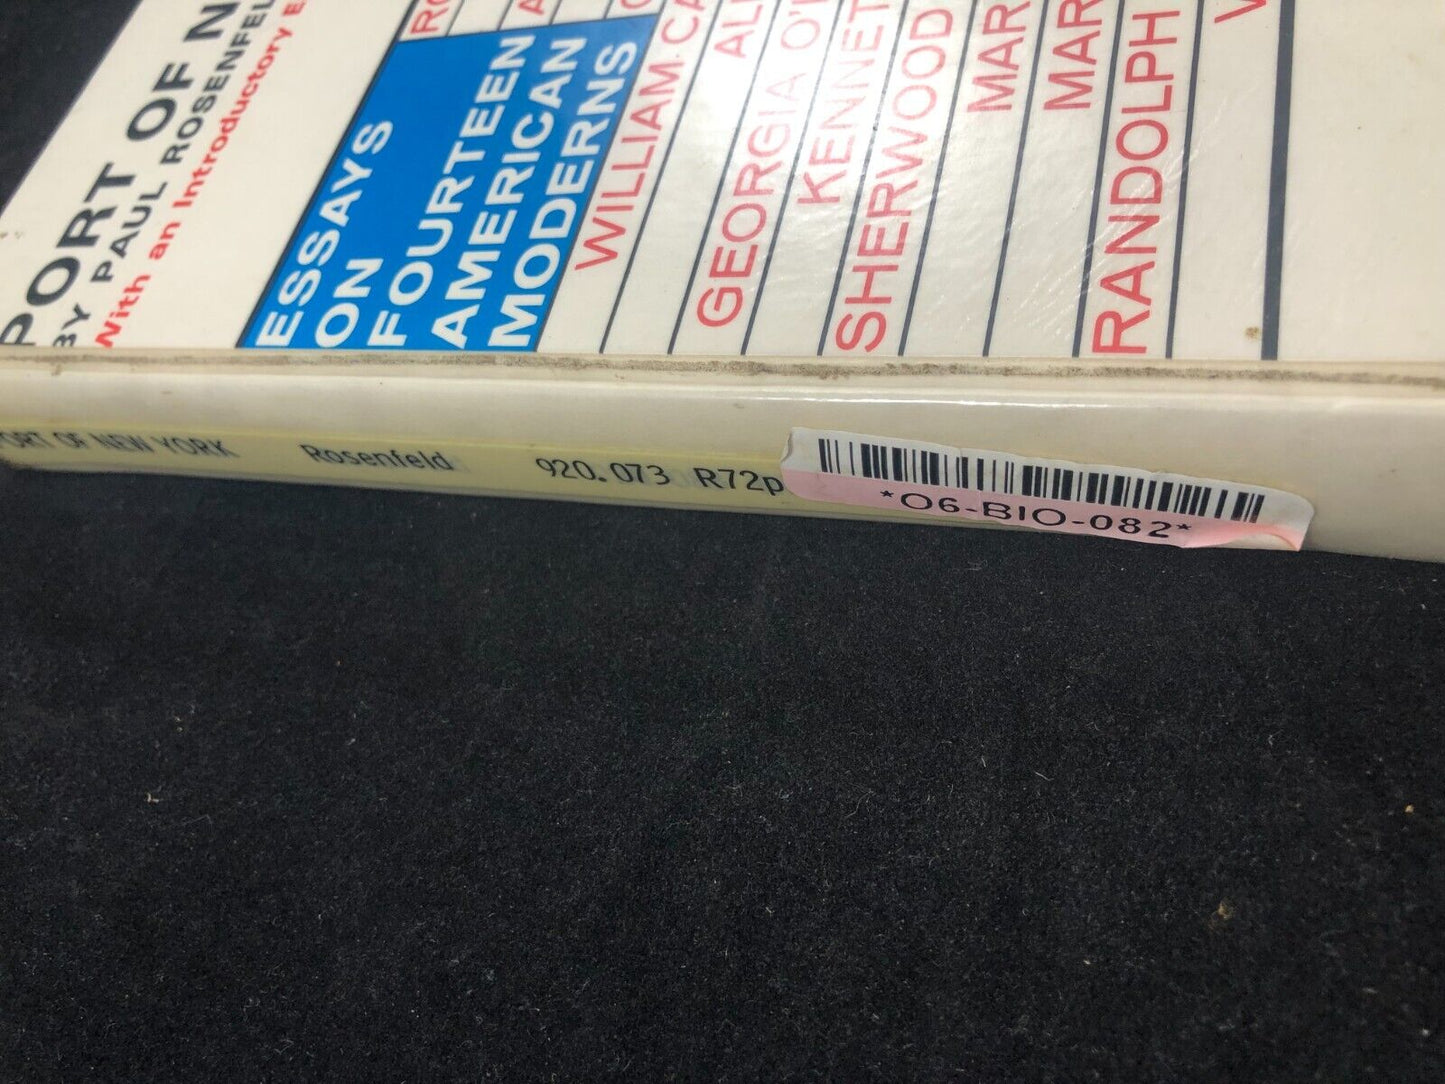 PORT OF N
BY PAUL ROSENFEL
With an Introductory E
ESSAYS
ON
FOURTEEN
AMERICAN
MODERNS
WILLIAM CA
GEORGIA O'
KENNET
SHERWOOD
MAR
MAR
RANDOLPH
PORT OF NEW YORK Rosenfeld 920.073 R72p
*06-BIO-082*